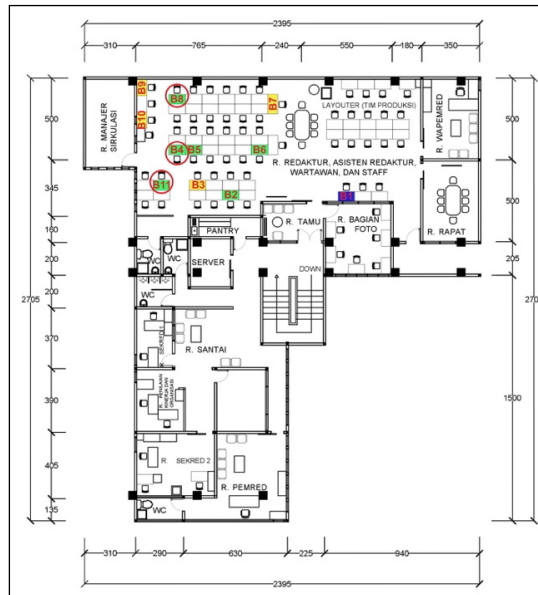 2395
310 765 240 550 180 350
B9
B8
B7
B10
LAYOUTER (TIM PRODUKSI)
R. MANAJER
SIRKULASI
R. WAPEMRED
500
500
B4 B5 B6
R. REDAKTUR, ASISTEN REDAKTUR,
WARTAWAN, DAN STAFF
B11 B3
B2
345
500
R. TAMU
R. BAGIAN
FOTO
R. RAPAT
PANTRY
160
WC WC
SERVER
200
205
DOWN
2705
WC
200
R. SANTAI
SEKRED 1
370
390
1500
R. SEKRED 2
R. PEMRED
405
WC
135
310 290 630 225 940
2395